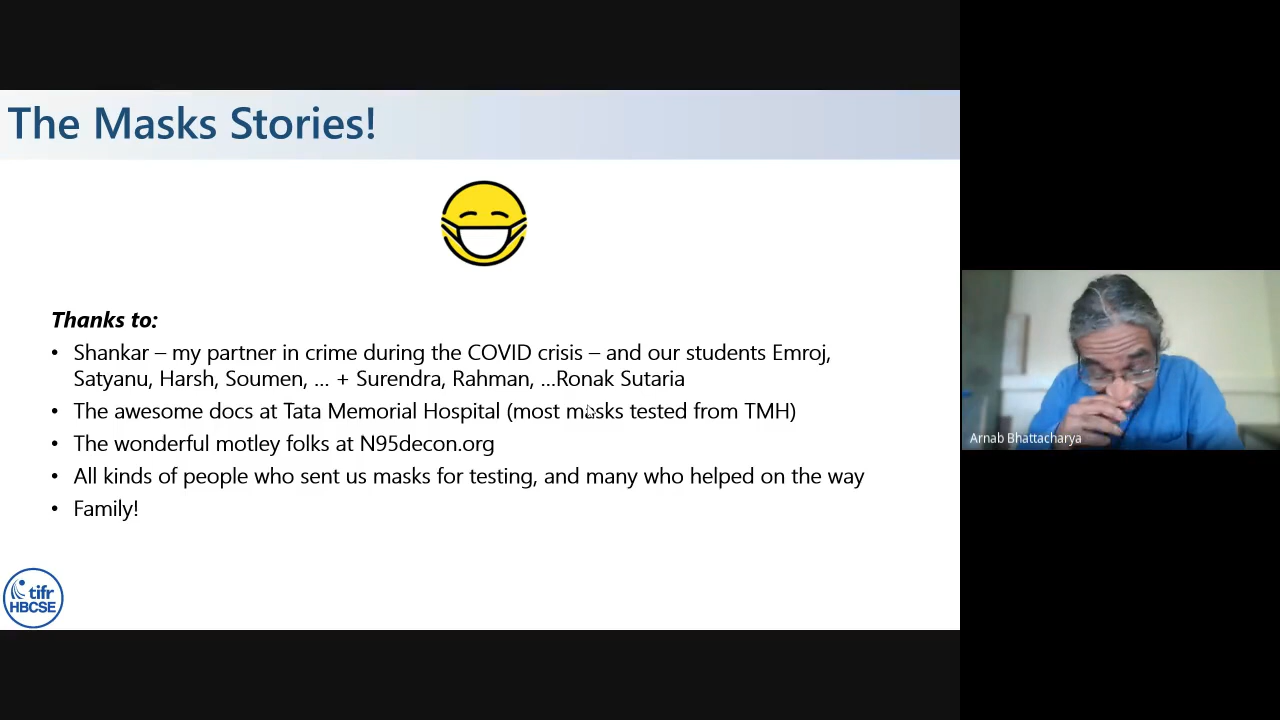 The Masks Stories!
Thanks to:
• Shankar – my partner in crime during the COVID crisis – and our students Emroj,
Satyanu, Harsh, Soumen, ... + Surendra, Rahman, ...Ronak Sutaria
• The awesome docs at Tata Memorial Hospital (most masks tested from TMH)
• The wonderful motley folks at N95decon.org
• All kinds of people who sent us masks for testing, and many who helped on the way
• Family!
tifr
HBCSE
Arnab Bhattacharya